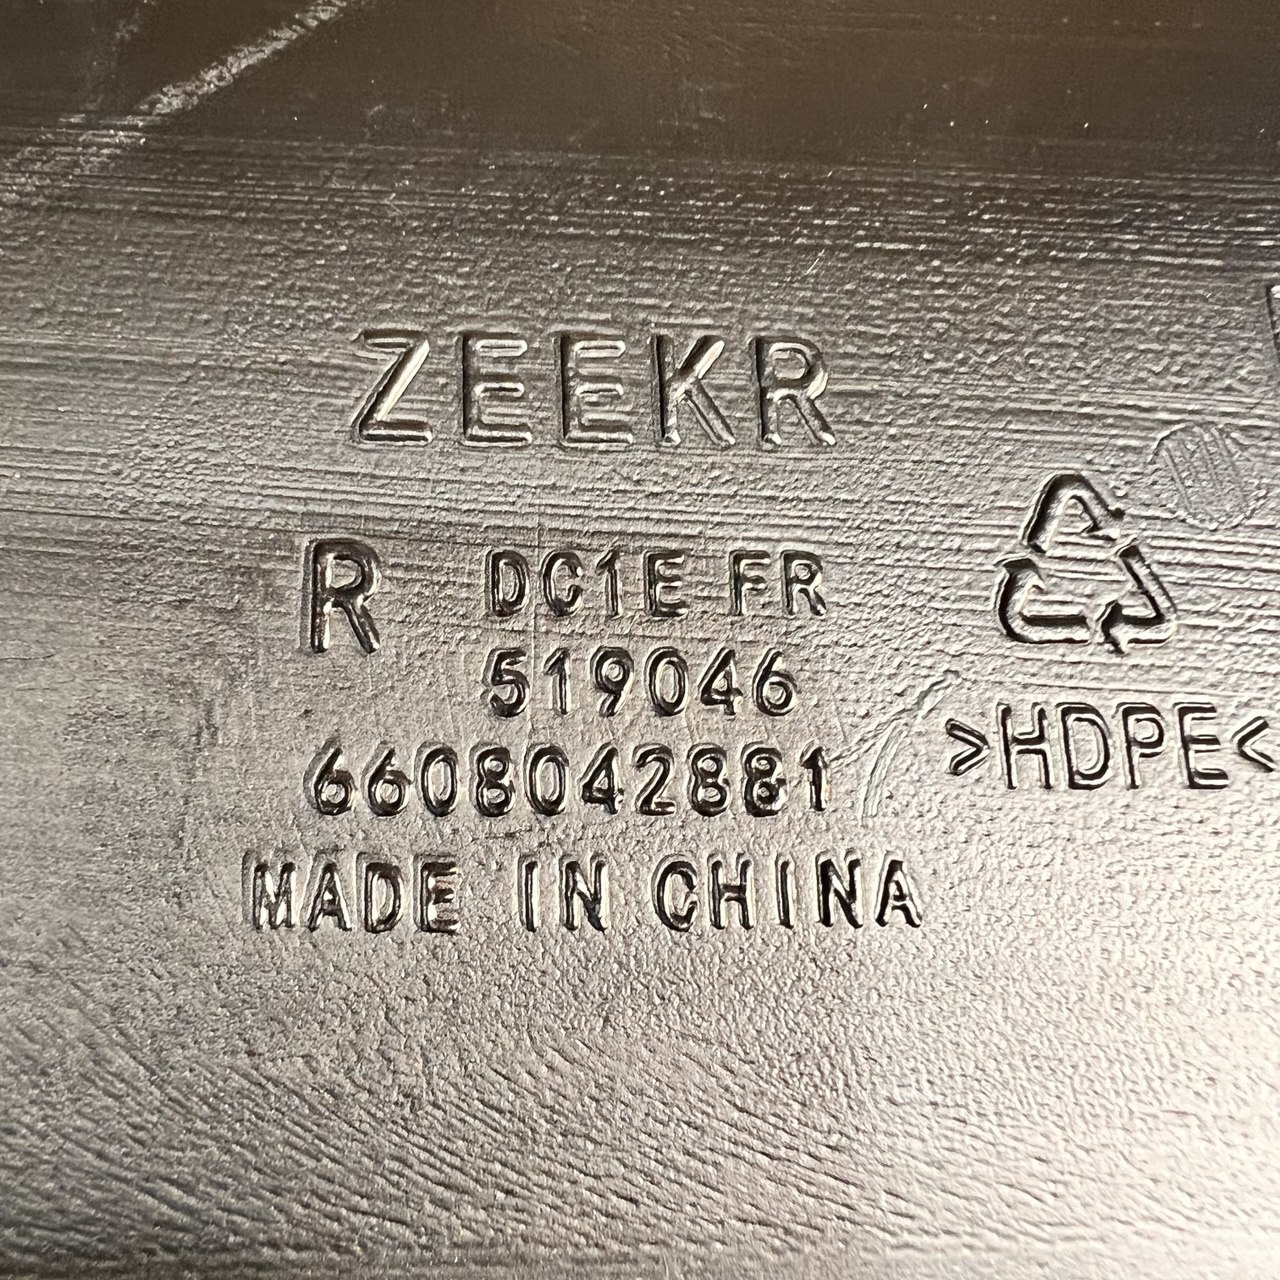 ZEEKR
R DC1E FR
519046
6608042881
MADE IN CHINA
>HDPE<